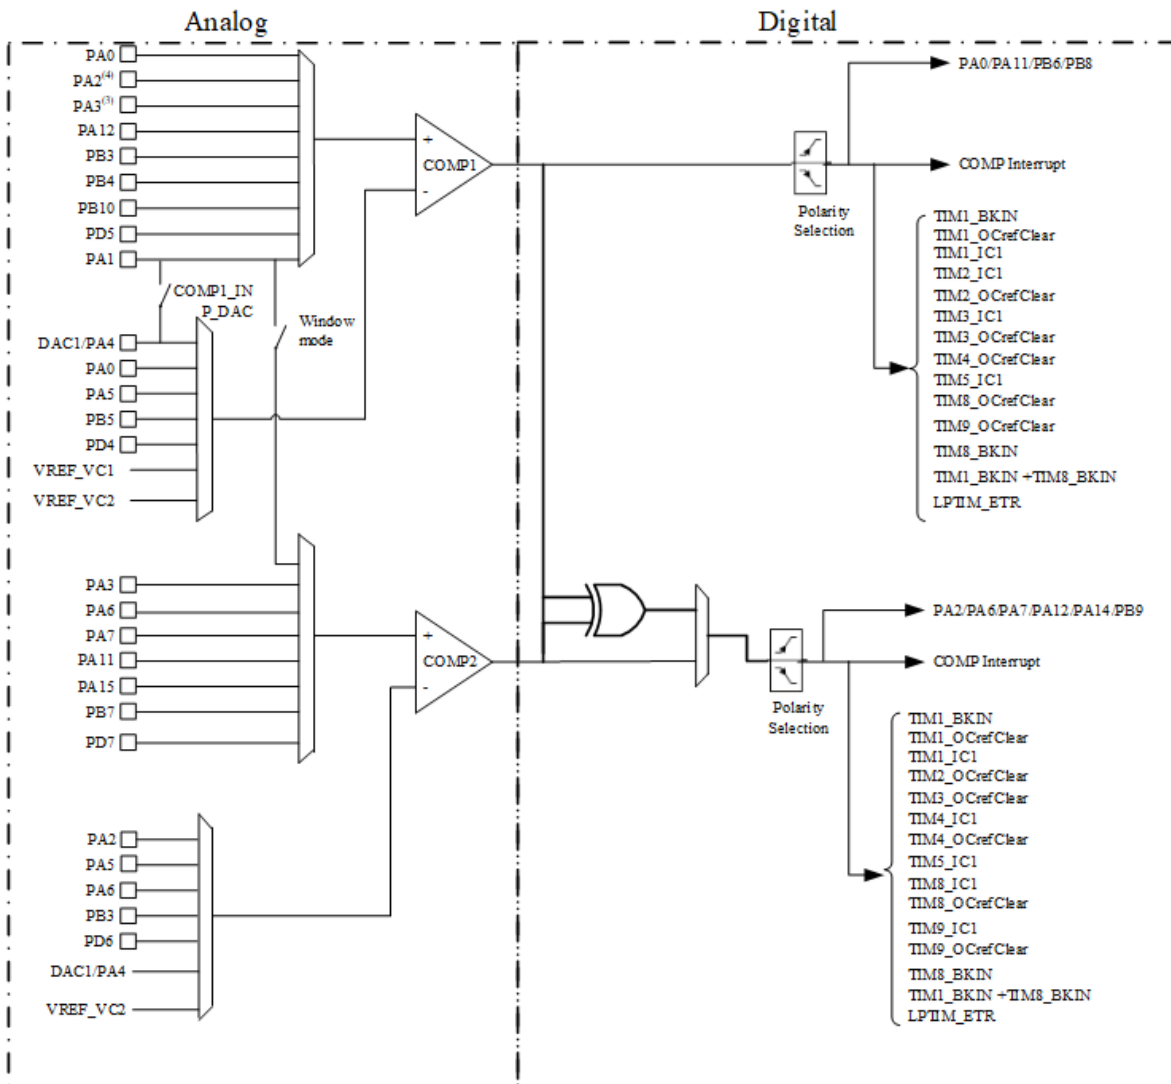 Analog
Digital
PA0
PA2(4)
PA3(3)
PA12
PB3
PB4
PB10
PD5
PA1
COMP1_IN
P_DAC
Window
mode
DAC1/PA4
PA0
PA5
PB5
PD4
VREF_VC1
VREF_VC2
+
COMP1
-
Polarity
Selection
PA0/PA11/PB6/PB8
COMP Interrupt
TIM1_BKIN
TIM1_OCrefClear
TIM1_IC1
TIM2_IC1
TIM2_OCrefClear
TIM3_IC1
TIM3_OCrefClear
TIM4_OCrefClear
TIM5_IC1
TIM8_OCrefClear
TIM9_OCrefClear
TIM8_BKIN
TIM1_BKIN +TIM8_BKIN
LPTIM_ETR
PA3
PA6
PA7
PA11
PA15
PB7
PD7
+
COMP2
-
PA2
PA5
PA6
PB3
PD6
DAC1/PA4
VREF_VC2
Polarity
Selection
PA2/PA6/PA7/PA12/PA14/PB9
COMP Interrupt
TIM1_BKIN
TIM1_OCrefClear
TIM1_IC1
TIM2_OCrefClear
TIM3_OCrefClear
TIM4_IC1
TIM4_OCrefClear
TIM5_IC1
TIM8_IC1
TIM8_OCrefClear
TIM9_IC1
TIM9_OCrefClear
TIM8_BKIN
TIM1_BKIN +TIM8_BKIN
LPTIM_ETR